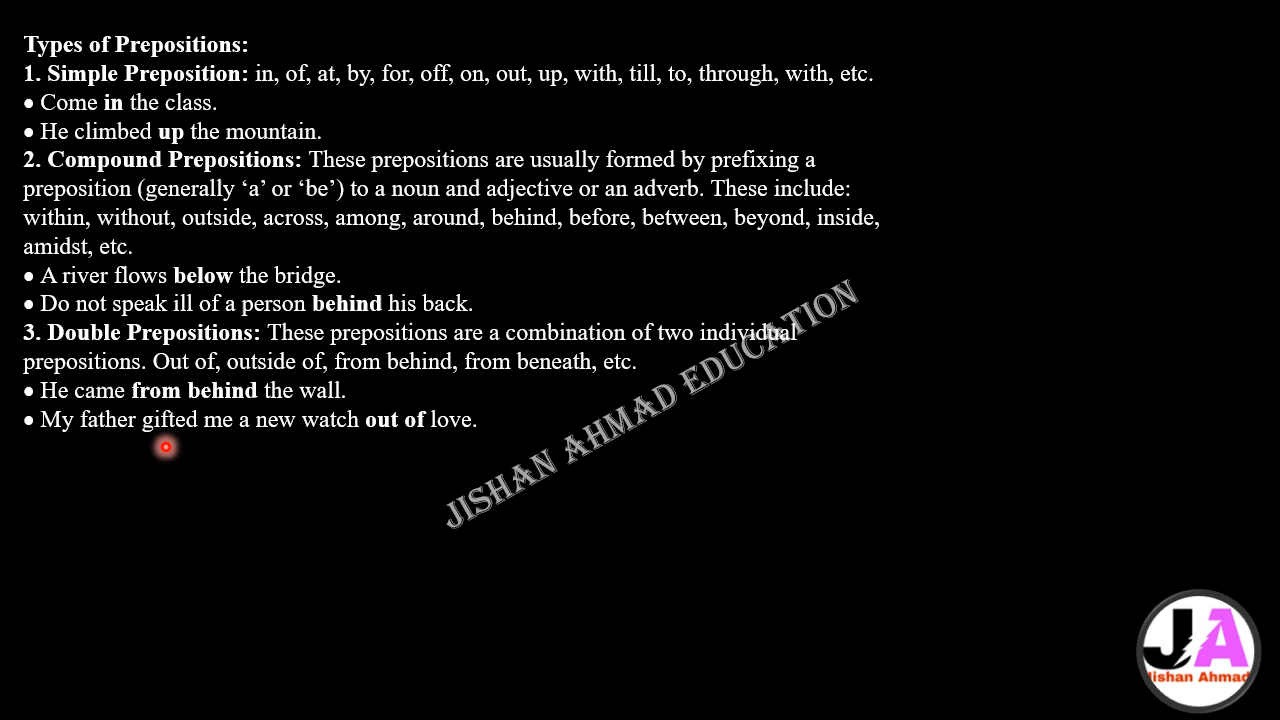 Types of Prepositions:
1. Simple Preposition: in, of, at, by, for, off, on, out, up, with, till, to, through, with, etc.
• Come in the class.
• He climbed up the mountain.
2. Compound Prepositions: These prepositions are usually formed by prefixing a
preposition (generally ‘a’ or ‘be’) to a noun and adjective or an adverb. These include:
within, without, outside, across, among, around, behind, before, between, beyond, inside,
amidst, etc.
• A river flows below the bridge.
• Do not speak ill of a person behind his back.
3. Double Prepositions: These prepositions are a combination of two individual
prepositions. Out of, outside of, from behind, from beneath, etc.
• He came from behind the wall.
• My father gifted me a new watch out of love.
JISHAN AHMAD EDUCATION
JA
Jishan Ahmad